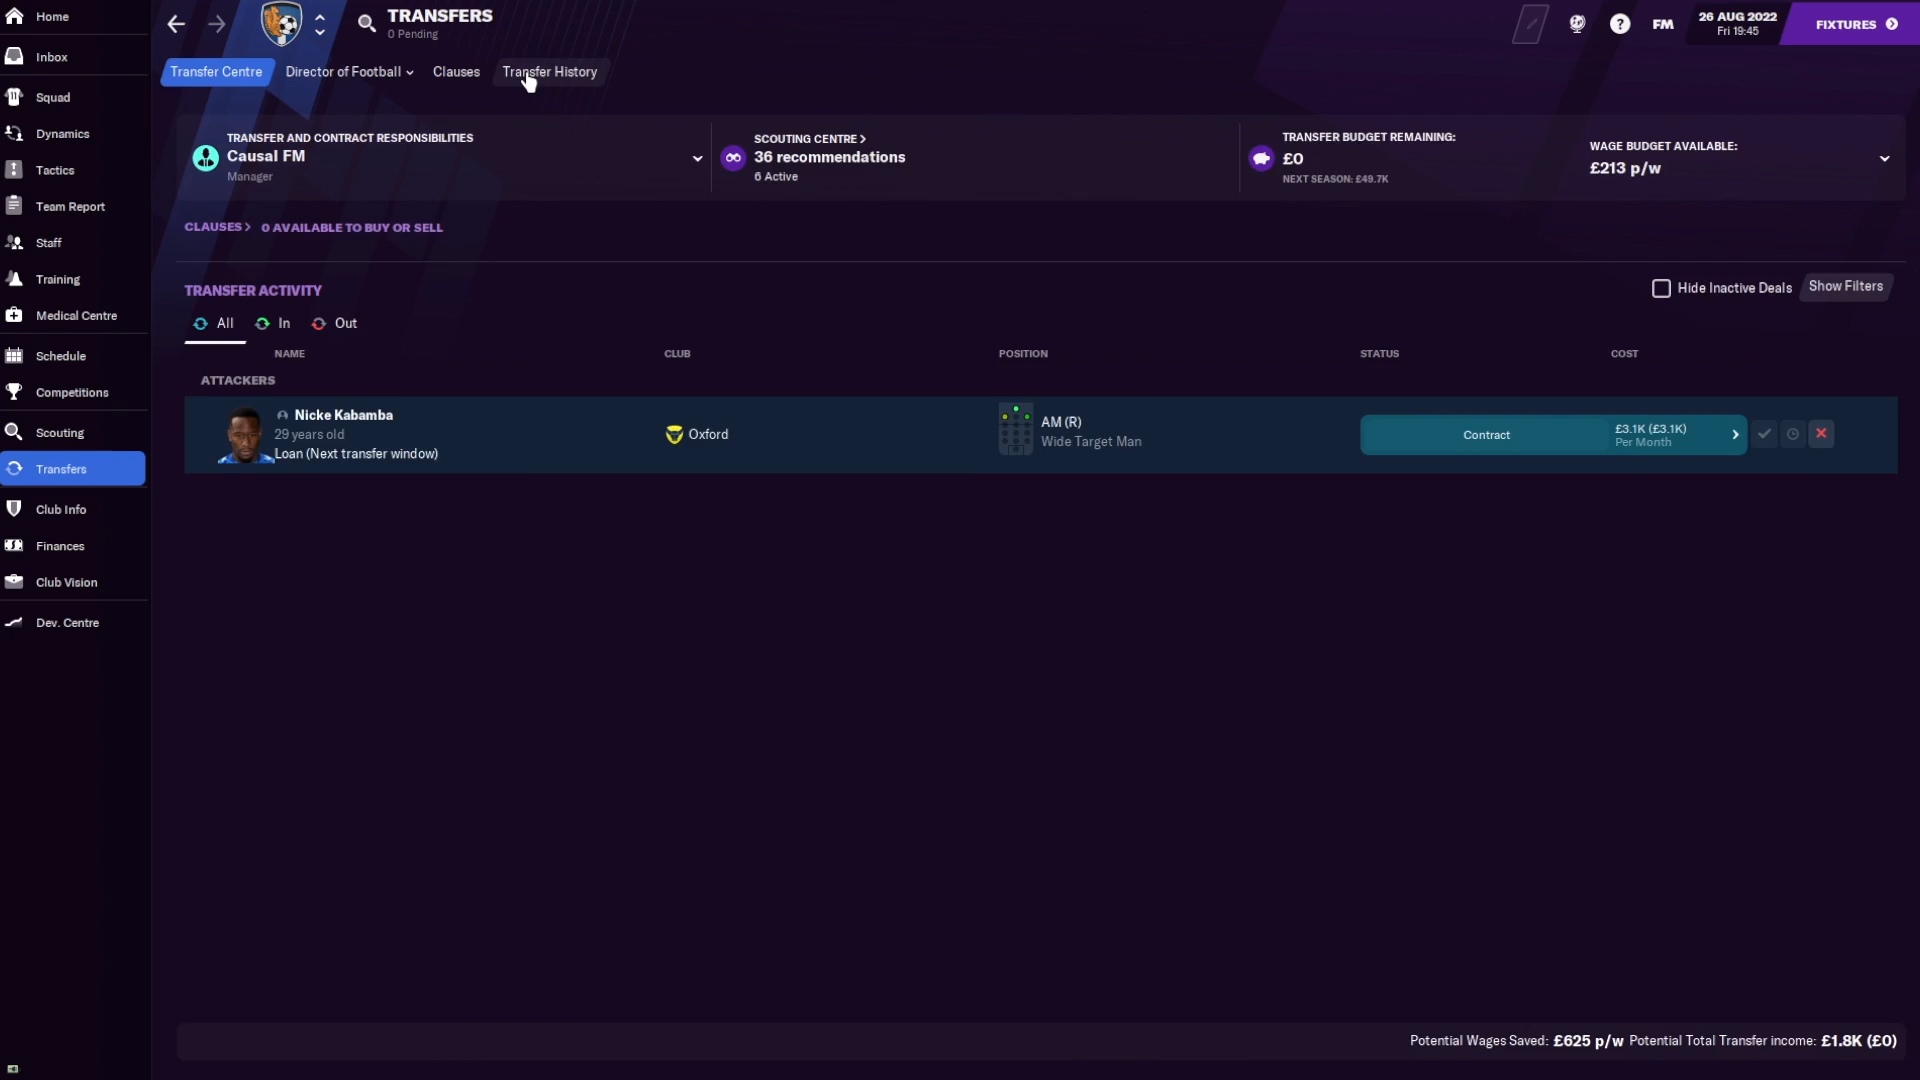 Home
Inbox
Squad
Dynamics
Tactics
Team Report
Staff
Training
Medical Centre
Schedule
Competitions
Scouting
Transfers
Club Info
Finances
Club Vision
Dev. Centre
TRANSFERS
0 Pending
FM
26 AUG 2022
Fri 19:45
FIXTURES
Transfer Centre
Director of Football
Clauses
Transfer History
TRANSFER AND CONTRACT RESPONSIBILITIES
Causal FM
Manager
SCOUTING CENTRE >
36 recommendations
6 Active
TRANSFER BUDGET REMAINING:
£0
NEXT SEASON: £49.7K
WAGE BUDGET AVAILABLE:
£213 p/w
CLAUSES > 0 AVAILABLE TO BUY OR SELL
TRANSFER ACTIVITY
Hide Inactive Deals
Show Filters
All
In
Out
NAME
CLUB
POSITION
STATUS
COST
ATTACKERS
Nicke Kabamba
29 years old
Loan (Next transfer window)
Oxford
AM (R)
Wide Target Man
Contract
£3.1K (£3.1K)
Per Month
Potential Wages Saved: £625 p/w Potential Total Transfer income: £1.8K (£0)